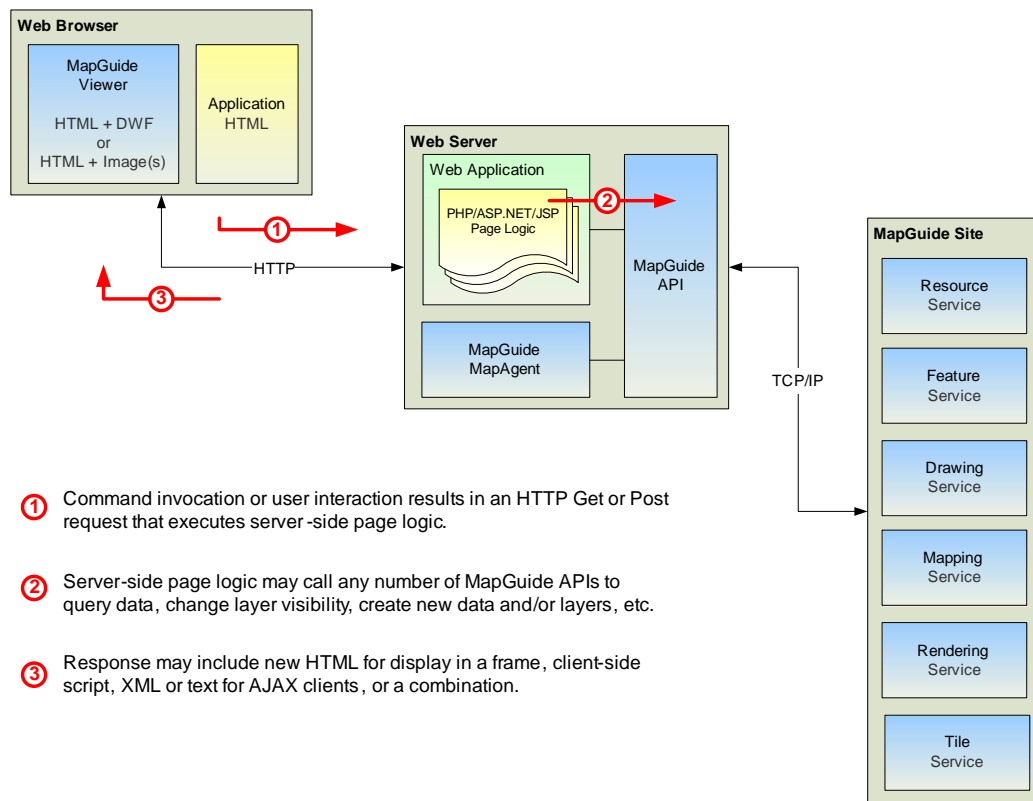 Web Browser
MapGuide
Viewer
HTML + DWF
or
HTML + Image(s)
Application
HTML
1
HTTP
3
Web Server
Web Application
PHP/ASP.NET/JSP
Page Logic
2
MapGuide
API
MapGuide
MapAgent
TCP/IP
MapGuide Site
Resource
Service
Feature
Service
Drawing
Service
Mapping
Service
Rendering
Service
Tile
Service
1 Command invocation or user interaction results in an HTTP Get or Post
request that executes server-side page logic.
2 Server-side page logic may call any number of MapGuide APIs to
query data, change layer visibility, create new data and/or layers, etc.
3 Response may include new HTML for display in a frame, client-side
script, XML or text for AJAX clients, or a combination.